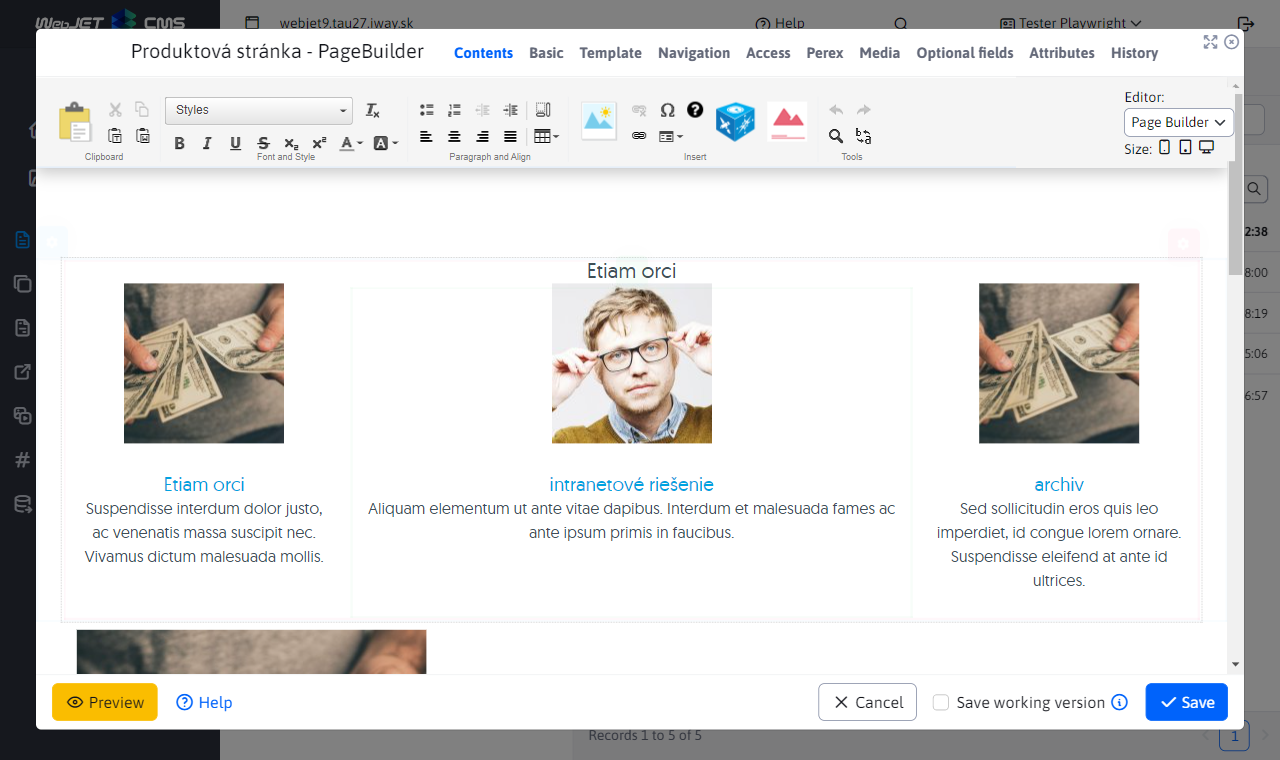 WebJET CMS
webjet9.tau27.iway.sk
Help
Tester Playwright
Produktová stránka - PageBuilder
Contents
Basic
Template
Navigation
Access
Perex
Media
Optional fields
Attributes
History
Styles
Clipboard
Font and Style
Paragraph and Align
Insert
Tools
Editor:
Page Builder
Size:
2:38
8:00
8:19
5:06
6:57
Etiam orci
Etiam orci
Suspendisse interdum dolor justo,
ac venenatis massa suscipit nec.
Vivamus dictum malesuada mollis.
intranetové riešenie
Aliquam elementum ut ante vitae dapibus. Interdum et malesuada fames ac
ante ipsum primis in faucibus.
archív
Sed sollicitudin eros quis leo
imperdiet, id congue lorem ornare.
Suspendisse eleifend at ante id
ultrices.
Preview
Help
Cancel
Save working version
Save
Records 1 to 5 of 5
1